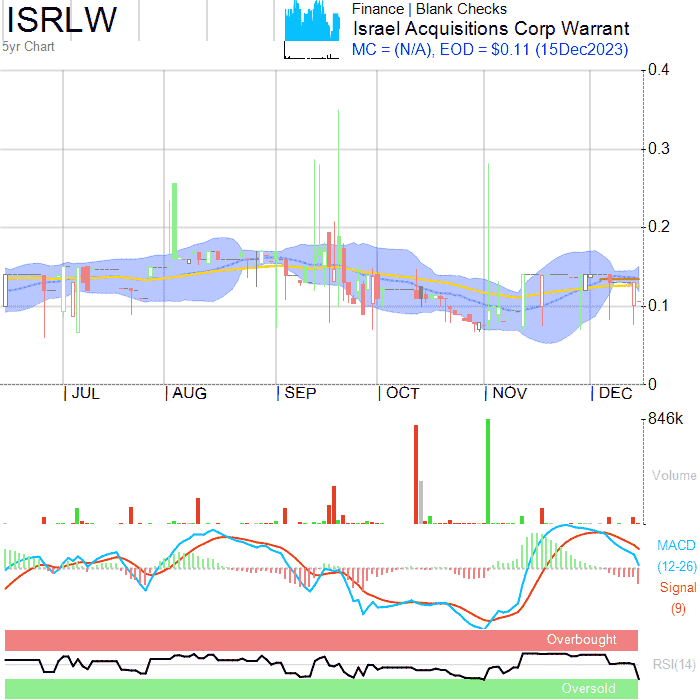 ISRLW
5yr Chart
Finance | Blank Checks
Israel Acquisitions Corp Warrant
MC = (N/A), EOD = $0.11 (15Dec2023)
0.4
0.3
0.2
0.1
0
JUL AUG SEP OCT NOV DEC
846k
Volume
MACD
(12-26)
Signal
(9)
Overbought
RSI(14)
Oversold